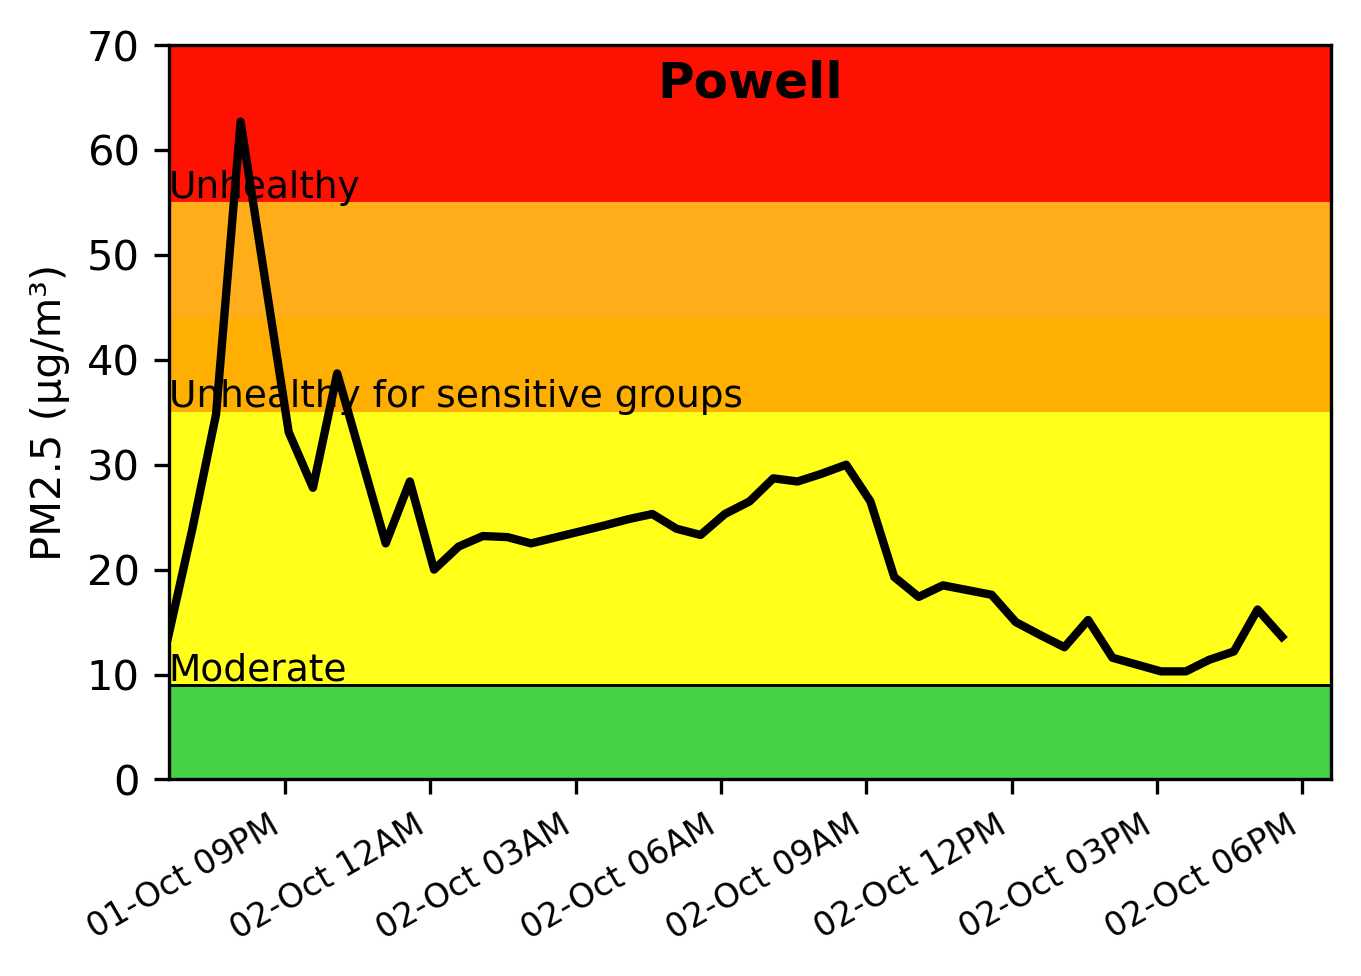 Powell
70
60
50
40
30
20
10
0
PM2.5 (µg/m³)
Unhealthy
Unhealthy for sensitive groups
Moderate
01-Oct 09PM
02-Oct 12AM
02-Oct 03AM
02-Oct 06AM
02-Oct 09AM
02-Oct 12PM
02-Oct 03PM
02-Oct 06PM